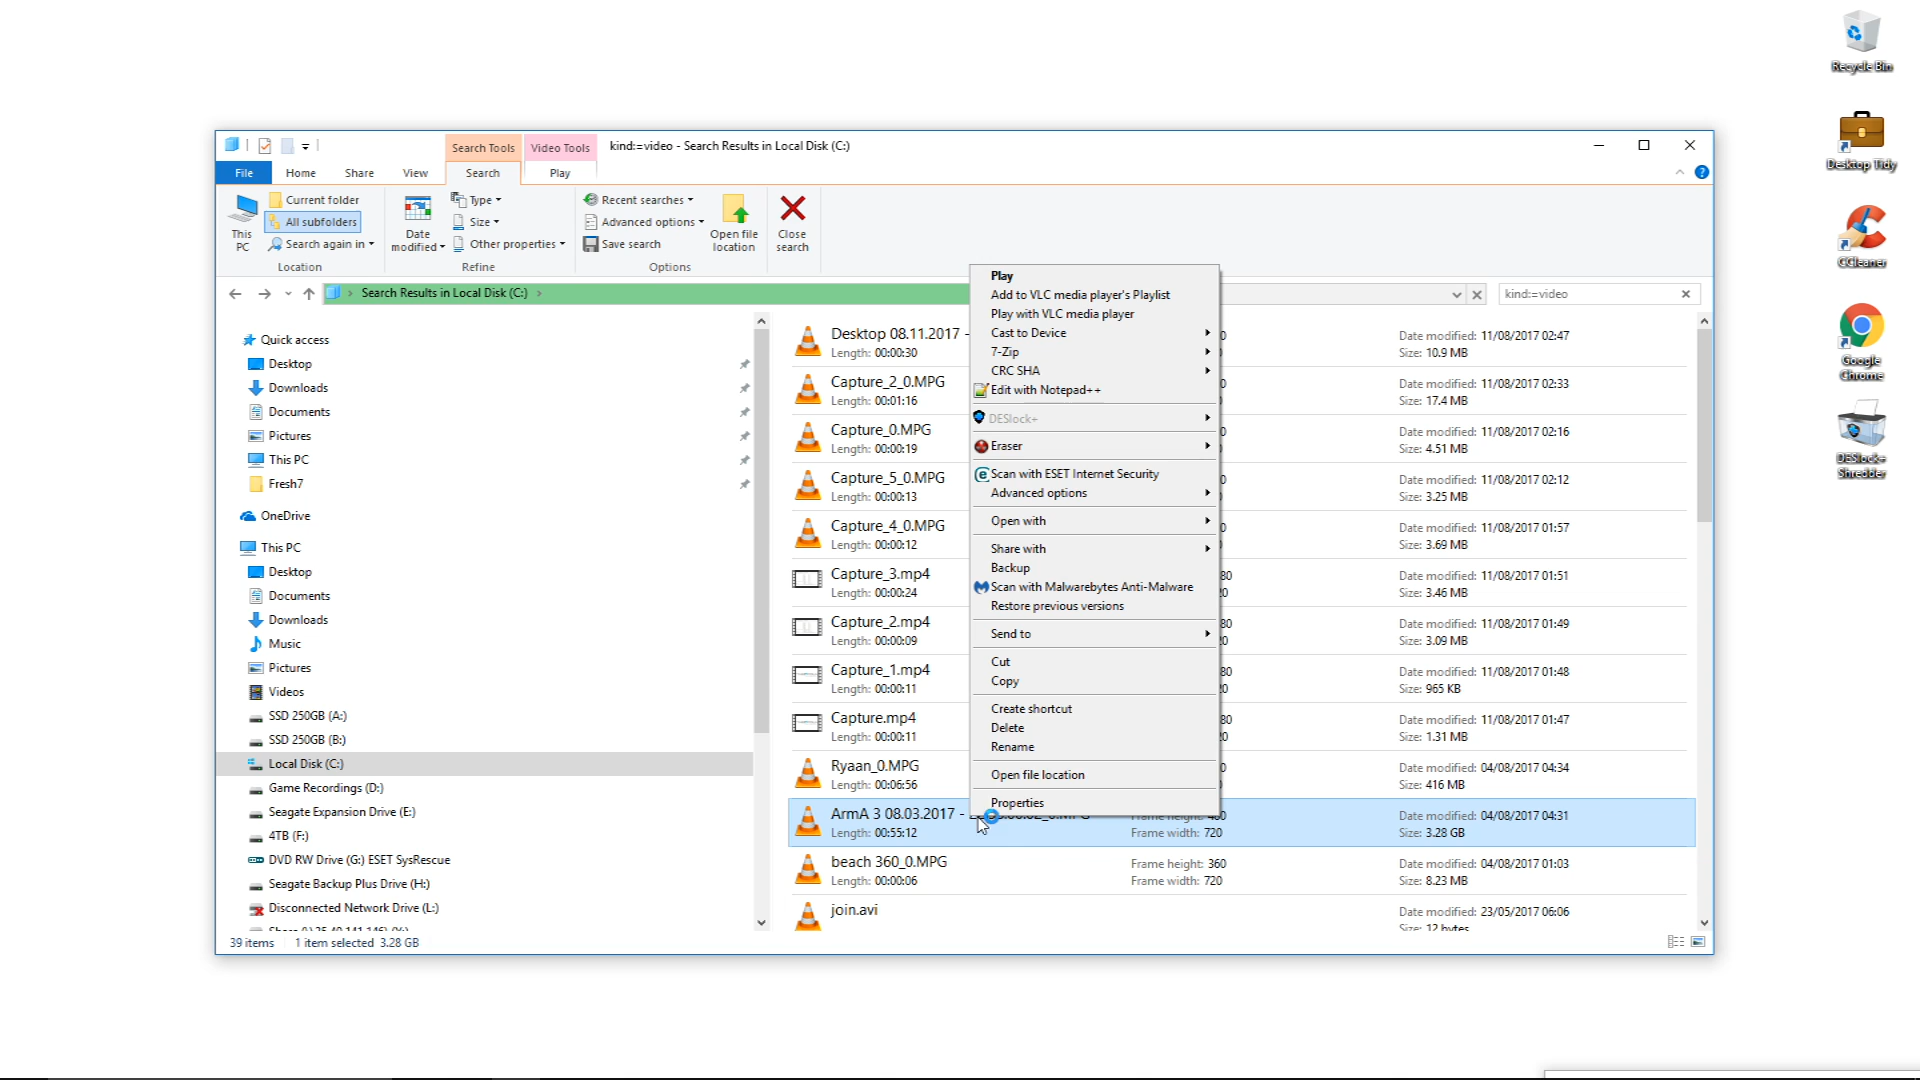 Recycle Bin
Desktop Tidy
CCleaner
Google
Chrome
DESlock+
Shredder
Search Tools
Video Tools
kind:=video - Search Results in Local Disk (C:)
File
Home
Share
View
Search
Play
This
PC
Current folder
All subfolders
Search again in
Location
Date
modified
Type
Size
Other properties
Refine
Recent searches
Advanced options
Save search
Options
Open file
location
Close
search
Search Results in Local Disk (C:)
kind:=video
Quick access
Desktop
Downloads
Documents
Pictures
This PC
Fresh7
OneDrive
This PC
Desktop
Documents
Downloads
Music
Pictures
Videos
SSD 250GB (A:)
SSD 250GB (B:)
Local Disk (C:)
Game Recordings (D:)
Seagate Expansion Drive (E:)
4TB (F:)
DVD RW Drive (G:) ESET SysRescue
Seagate Backup Plus Drive (H:)
Disconnected Network Drive (L:)
Desktop 08.11.2017 -
Length: 00:00:30
Date modified: 11/08/2017 02:47
Size: 10.9 MB
Capture_2_0.MPG
Length: 00:01:16
Date modified: 11/08/2017 02:33
Size: 17.4 MB
Capture_0.MPG
Length: 00:00:19
Date modified: 11/08/2017 02:16
Size: 4.51 MB
Capture_5_0.MPG
Length: 00:00:13
Date modified: 11/08/2017 02:12
Size: 3.25 MB
Capture_4_0.MPG
Length: 00:00:12
Date modified: 11/08/2017 01:57
Size: 3.69 MB
Capture_3.mp4
Length: 00:00:24
Date modified: 11/08/2017 01:51
Size: 3.46 MB
Capture_2.mp4
Length: 00:00:09
Date modified: 11/08/2017 01:49
Size: 3.09 MB
Capture_1.mp4
Length: 00:00:11
Date modified: 11/08/2017 01:48
Size: 965 KB
Capture.mp4
Length: 00:00:11
Date modified: 11/08/2017 01:47
Size: 1.31 MB
Ryaan_0.MPG
Length: 00:06:56
Date modified: 04/08/2017 04:34
Size: 416 MB
ArmA 3 08.03.2017 -
Length: 00:55:12
Frame height: 480
Frame width: 720
Date modified: 04/08/2017 04:31
Size: 3.28 GB
beach 360_0.MPG
Length: 00:00:06
Frame height: 360
Frame width: 720
Date modified: 04/08/2017 01:03
Size: 8.23 MB
join.avi
Date modified: 23/05/2017 06:06
Size: 12 bytes
Play
Add to VLC media player's Playlist
Play with VLC media player
Cast to Device
7-Zip
CRC SHA
Edit with Notepad++
DESlock+
Eraser
Scan with ESET Internet Security
Advanced options
Open with
Share with
Backup
Scan with Malwarebytes Anti-Malware
Restore previous versions
Send to
Cut
Copy
Create shortcut
Delete
Rename
Open file location
Properties
39 items
1 item selected 3.28 GB